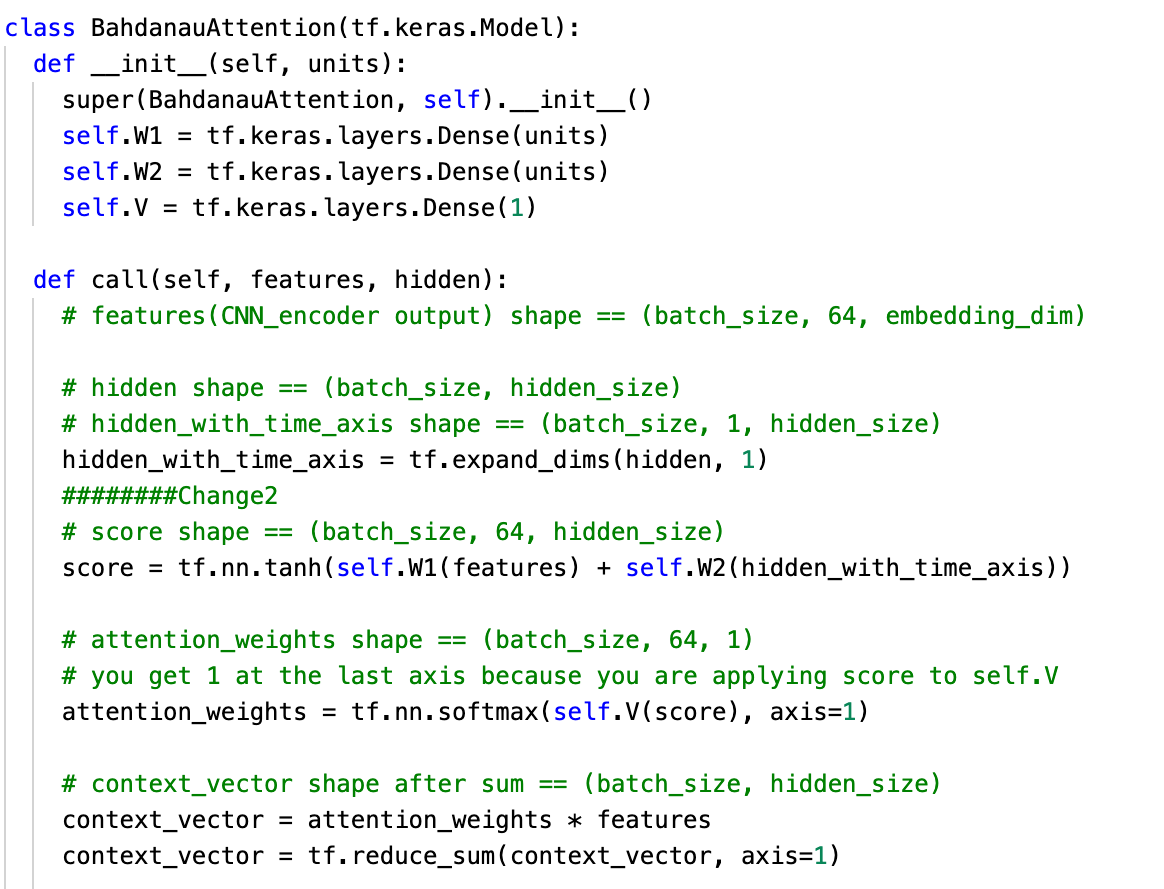 class BahdanauAttention(tf.keras.Model):
  def __init__(self, units):
    super(BahdanauAttention, self).__init__()
    self.W1 = tf.keras.layers.Dense(units)
    self.W2 = tf.keras.layers.Dense(units)
    self.V = tf.keras.layers.Dense(1)
  def call(self, features, hidden):
    # features(CNN_encoder output) shape == (batch_size, 64, embedding_dim)
    # hidden shape == (batch_size, hidden_size)
    # hidden_with_time_axis shape == (batch_size, 1, hidden_size)
    hidden_with_time_axis = tf.expand_dims(hidden, 1)
    ########Change2
    # score shape == (batch_size, 64, hidden_size)
    score = tf.nn.tanh(self.W1(features) + self.W2(hidden_with_time_axis))
    # attention_weights shape == (batch_size, 64, 1)
    # you get 1 at the last axis because you are applying score to self.V
    attention_weights = tf.nn.softmax(self.V(score), axis=1)
    # context_vector shape after sum == (batch_size, hidden_size)
    context_vector = attention_weights * features
    context_vector = tf.reduce_sum(context_vector, axis=1)